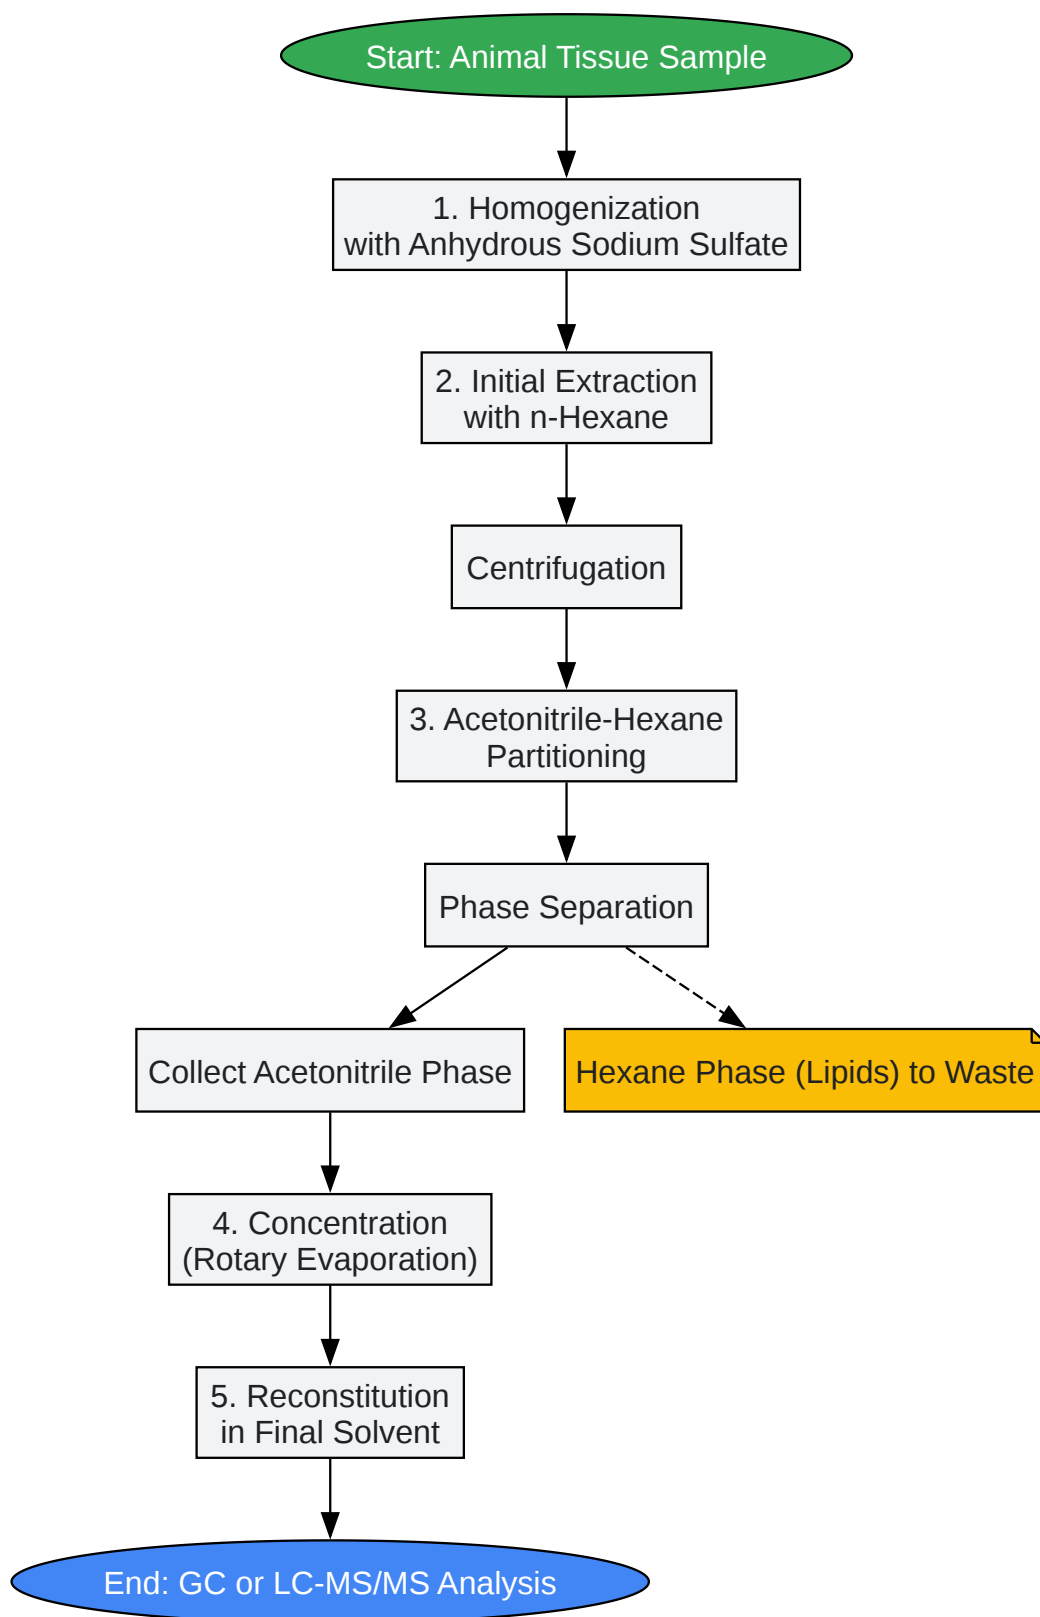 Start: Animal Tissue Sample
1. Homogenization
with Anhydrous Sodium Sulfate
2. Initial Extraction
with n-Hexane
Centrifugation
3. Acetonitrile-Hexane
Partitioning
Phase Separation
Collect Acetonitrile Phase
Hexane Phase (Lipids) to Waste
4. Concentration
(Rotary Evaporation)
5. Reconstitution
in Final Solvent
End: GC or LC-MS/MS Analysis